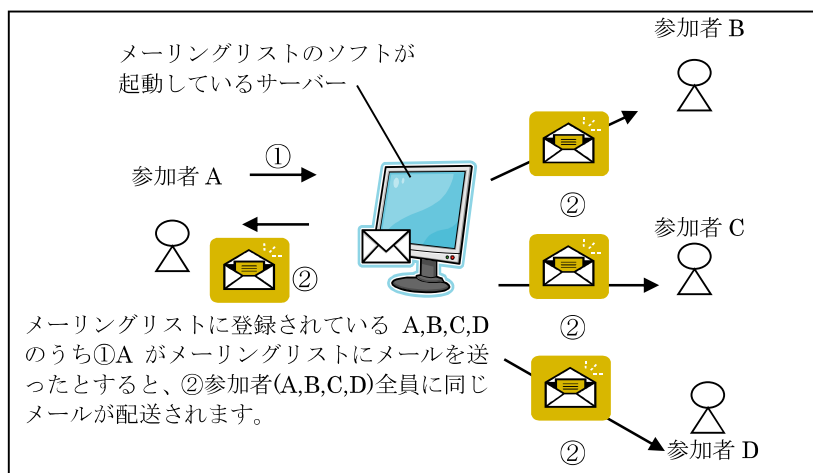 メーリングリストのソフトが
起動しているサーバー
参加者 B
参加者 A
①
②
②
参加者 C
②
メーリングリストに登録されている A,B,C,D
のうち①A がメーリングリストにメールを送
ったとすると、②参加者(A,B,C,D)全員に同じ
メールが配送されます。
②
参加者 D